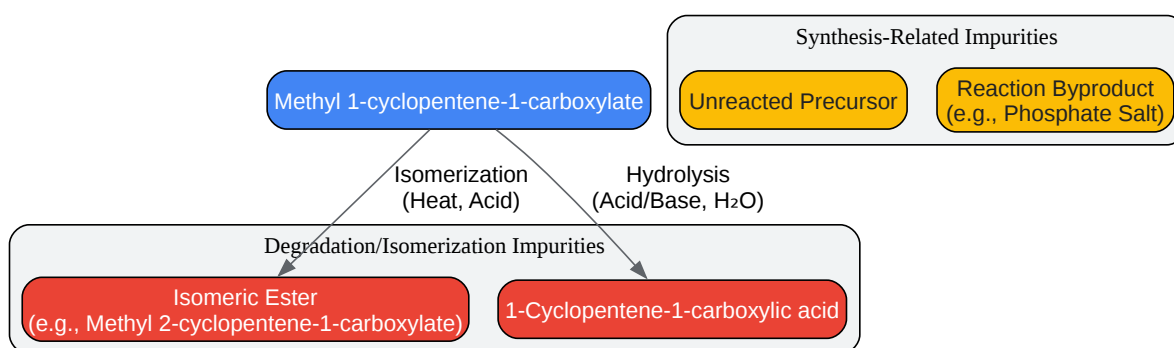 Synthesis-Related Impurities
Methyl 1-cyclopentene-1-carboxylate
Unreacted Precursor
Reaction Byproduct
(e.g., Phosphate Salt)
Isomerization
(Heat, Acid)
Hydrolysis
(Acid/Base, H₂O)
Degradation/Isomerization Impurities
Isomeric Ester
(e.g., Methyl 2-cyclopentene-1-carboxylate)
1-Cyclopentene-1-carboxylic acid